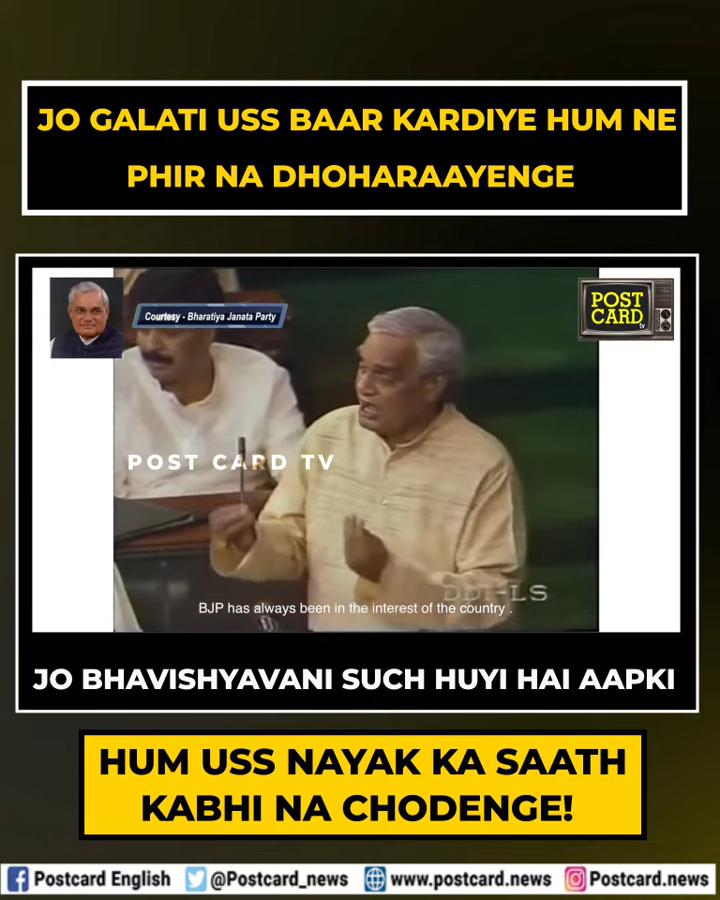 JO GALATI USS BAAR KARDIYE HUM NE
PHIR NA DHOHARAAYENGE
Courtesy - Bharatiya Janata Party
POST
CARD
tv
POST CARD TV
DD1-LS
BJP has always been in the interest of the country .
JO BHAVISHYAVANI SUCH HUYI HAI AAPKI
HUM USS NAYAK KA SAATH
KABHI NA CHODENGE!
Postcard English @Postcard_news www.postcard.news Postcard.news